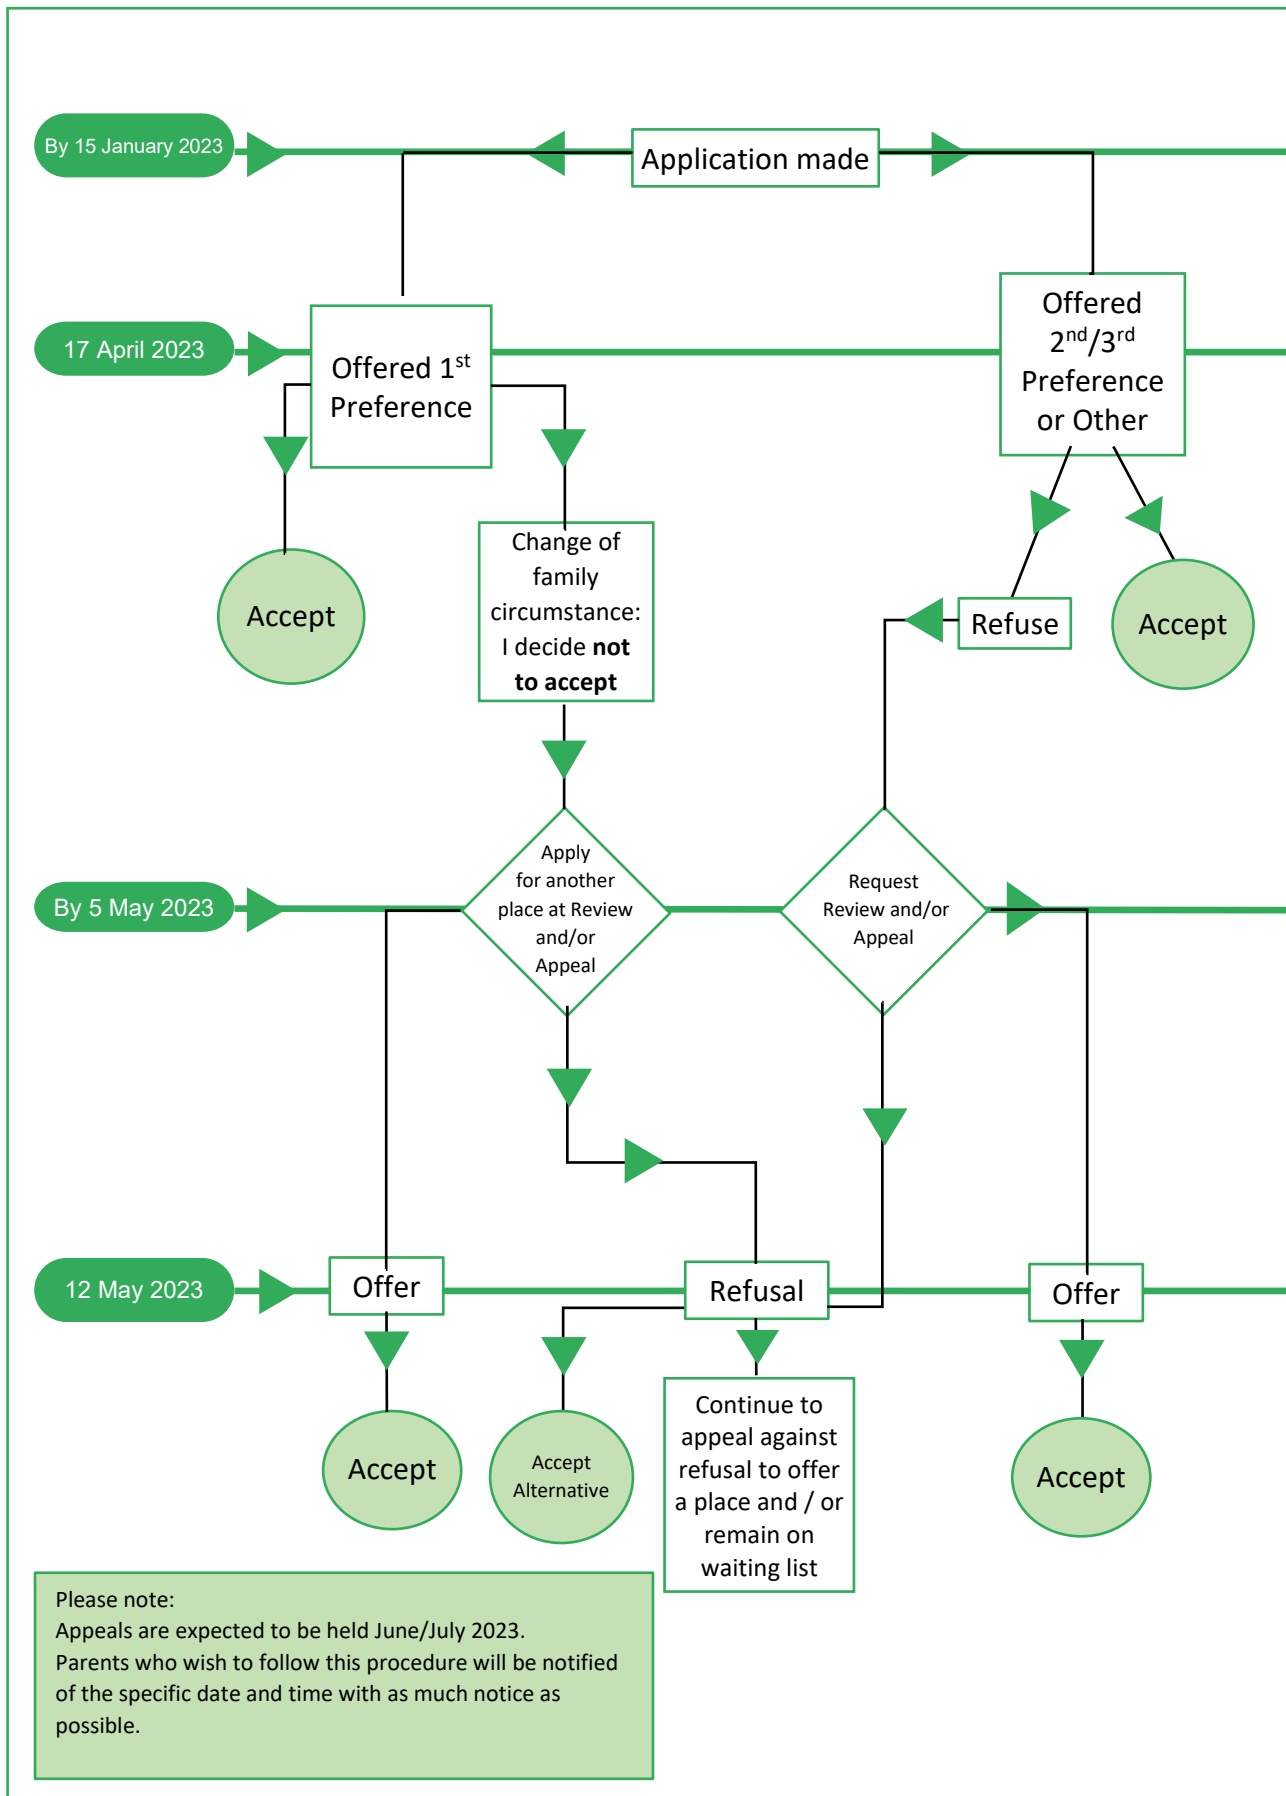 By 15 January 2023
Application made
17 April 2023
Offered 1st
Preference
Offered
2nd/3rd
Preference
or Other
Accept
Change of
family
circumstance:
I decide not
to accept
Refuse
Accept
By 5 May 2023
Apply
for another
place at Review
and/or
Appeal
Request
Review and/or
Appeal
12 May 2023
Offer
Refusal
Offer
Accept
Accept
Alternative
Continue to
appeal against
refusal to offer
a place and / or
remain on
waiting list
Accept
Please note:
Appeals are expected to be held June/July 2023.
Parents who wish to follow this procedure will be notified
of the specific date and time with as much notice as
possible.